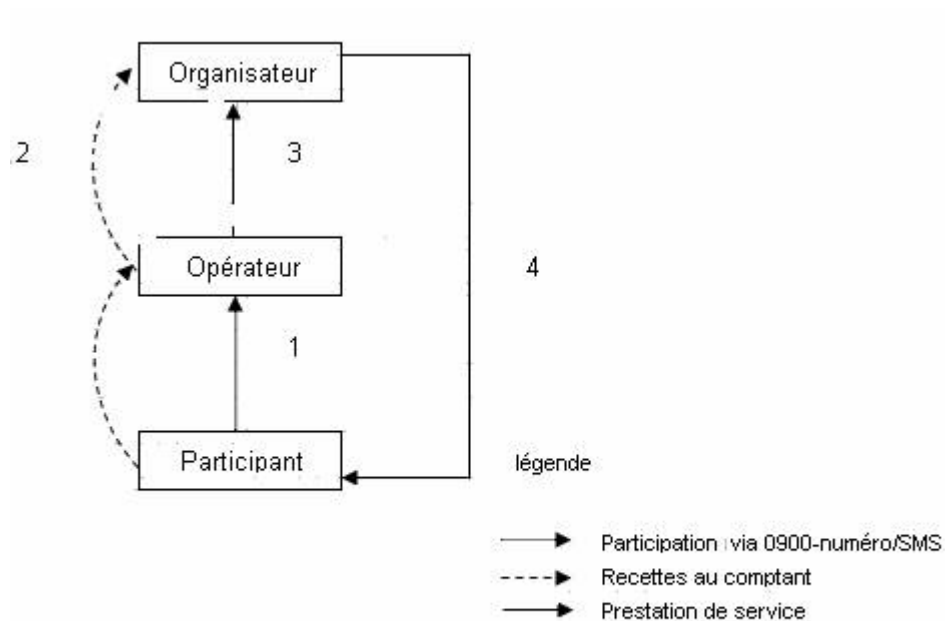 Organisateur
2
3
Opérateur
4
1
Participant
légende
Participation via 0900-numéro/SMS
Recettes au comptant
Prestation de service